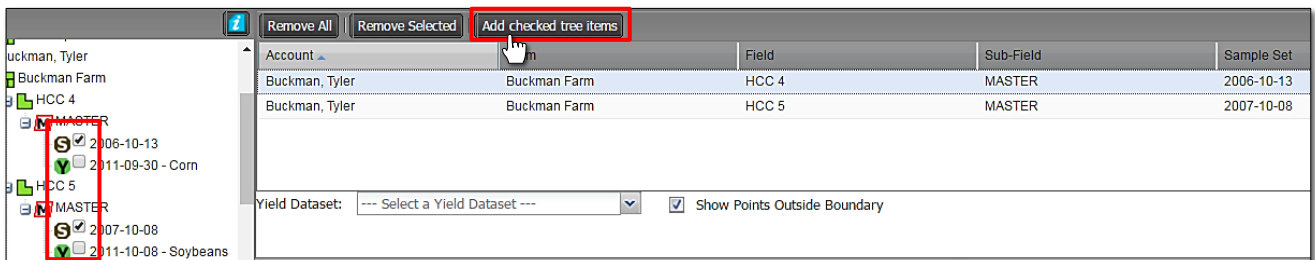 Remove All Remove Selected Add checked tree items
uckman, Tyler
Buckman Farm
HCC 4
MASTER
S 2006-10-13
Y 2011-09-30 - Corn
HCC 5
M MASTER
S 2007-10-08
Y 2011-10-08 - Soybeans
Account Field Sub-Field Sample Set
Buckman, Tyler Buckman Farm HCC 4 MASTER 2006-10-13
Buckman, Tyler Buckman Farm HCC 5 MASTER 2007-10-08
Yield Dataset: --- Select a Yield Dataset --- Show Points Outside Boundary